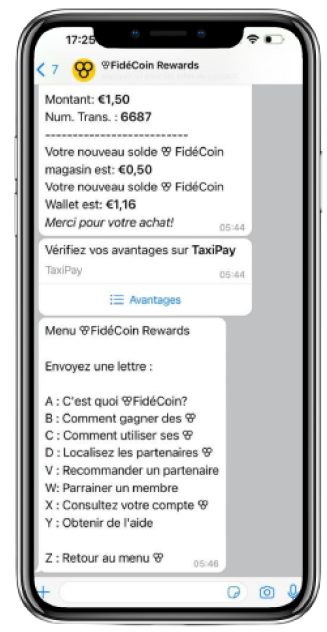 17:25
7 FidéCoin Rewards
Montant: €1,50
Num. Trans. : 6687
--------------------------
Votre nouveau solde FidéCoin
magasin est: €0,50
Votre nouveau solde FidéCoin
Wallet est: €1,16
Merci pour votre achat!
05:44
Vérifiez vos avantages sur TaxiPay
TaxiPay
05:44
Avantages
Menu FidéCoin Rewards
Envoyez une lettre :
A : C'est quoi FidéCoin?
B : Comment gagner des
C : Comment utiliser ses
D : Localisez les partenaires
V : Recommander un partenaire
W: Parrainer un membre
X : Consultez votre compte
Y : Obtenir de l'aide
Z : Retour au menu
05:46